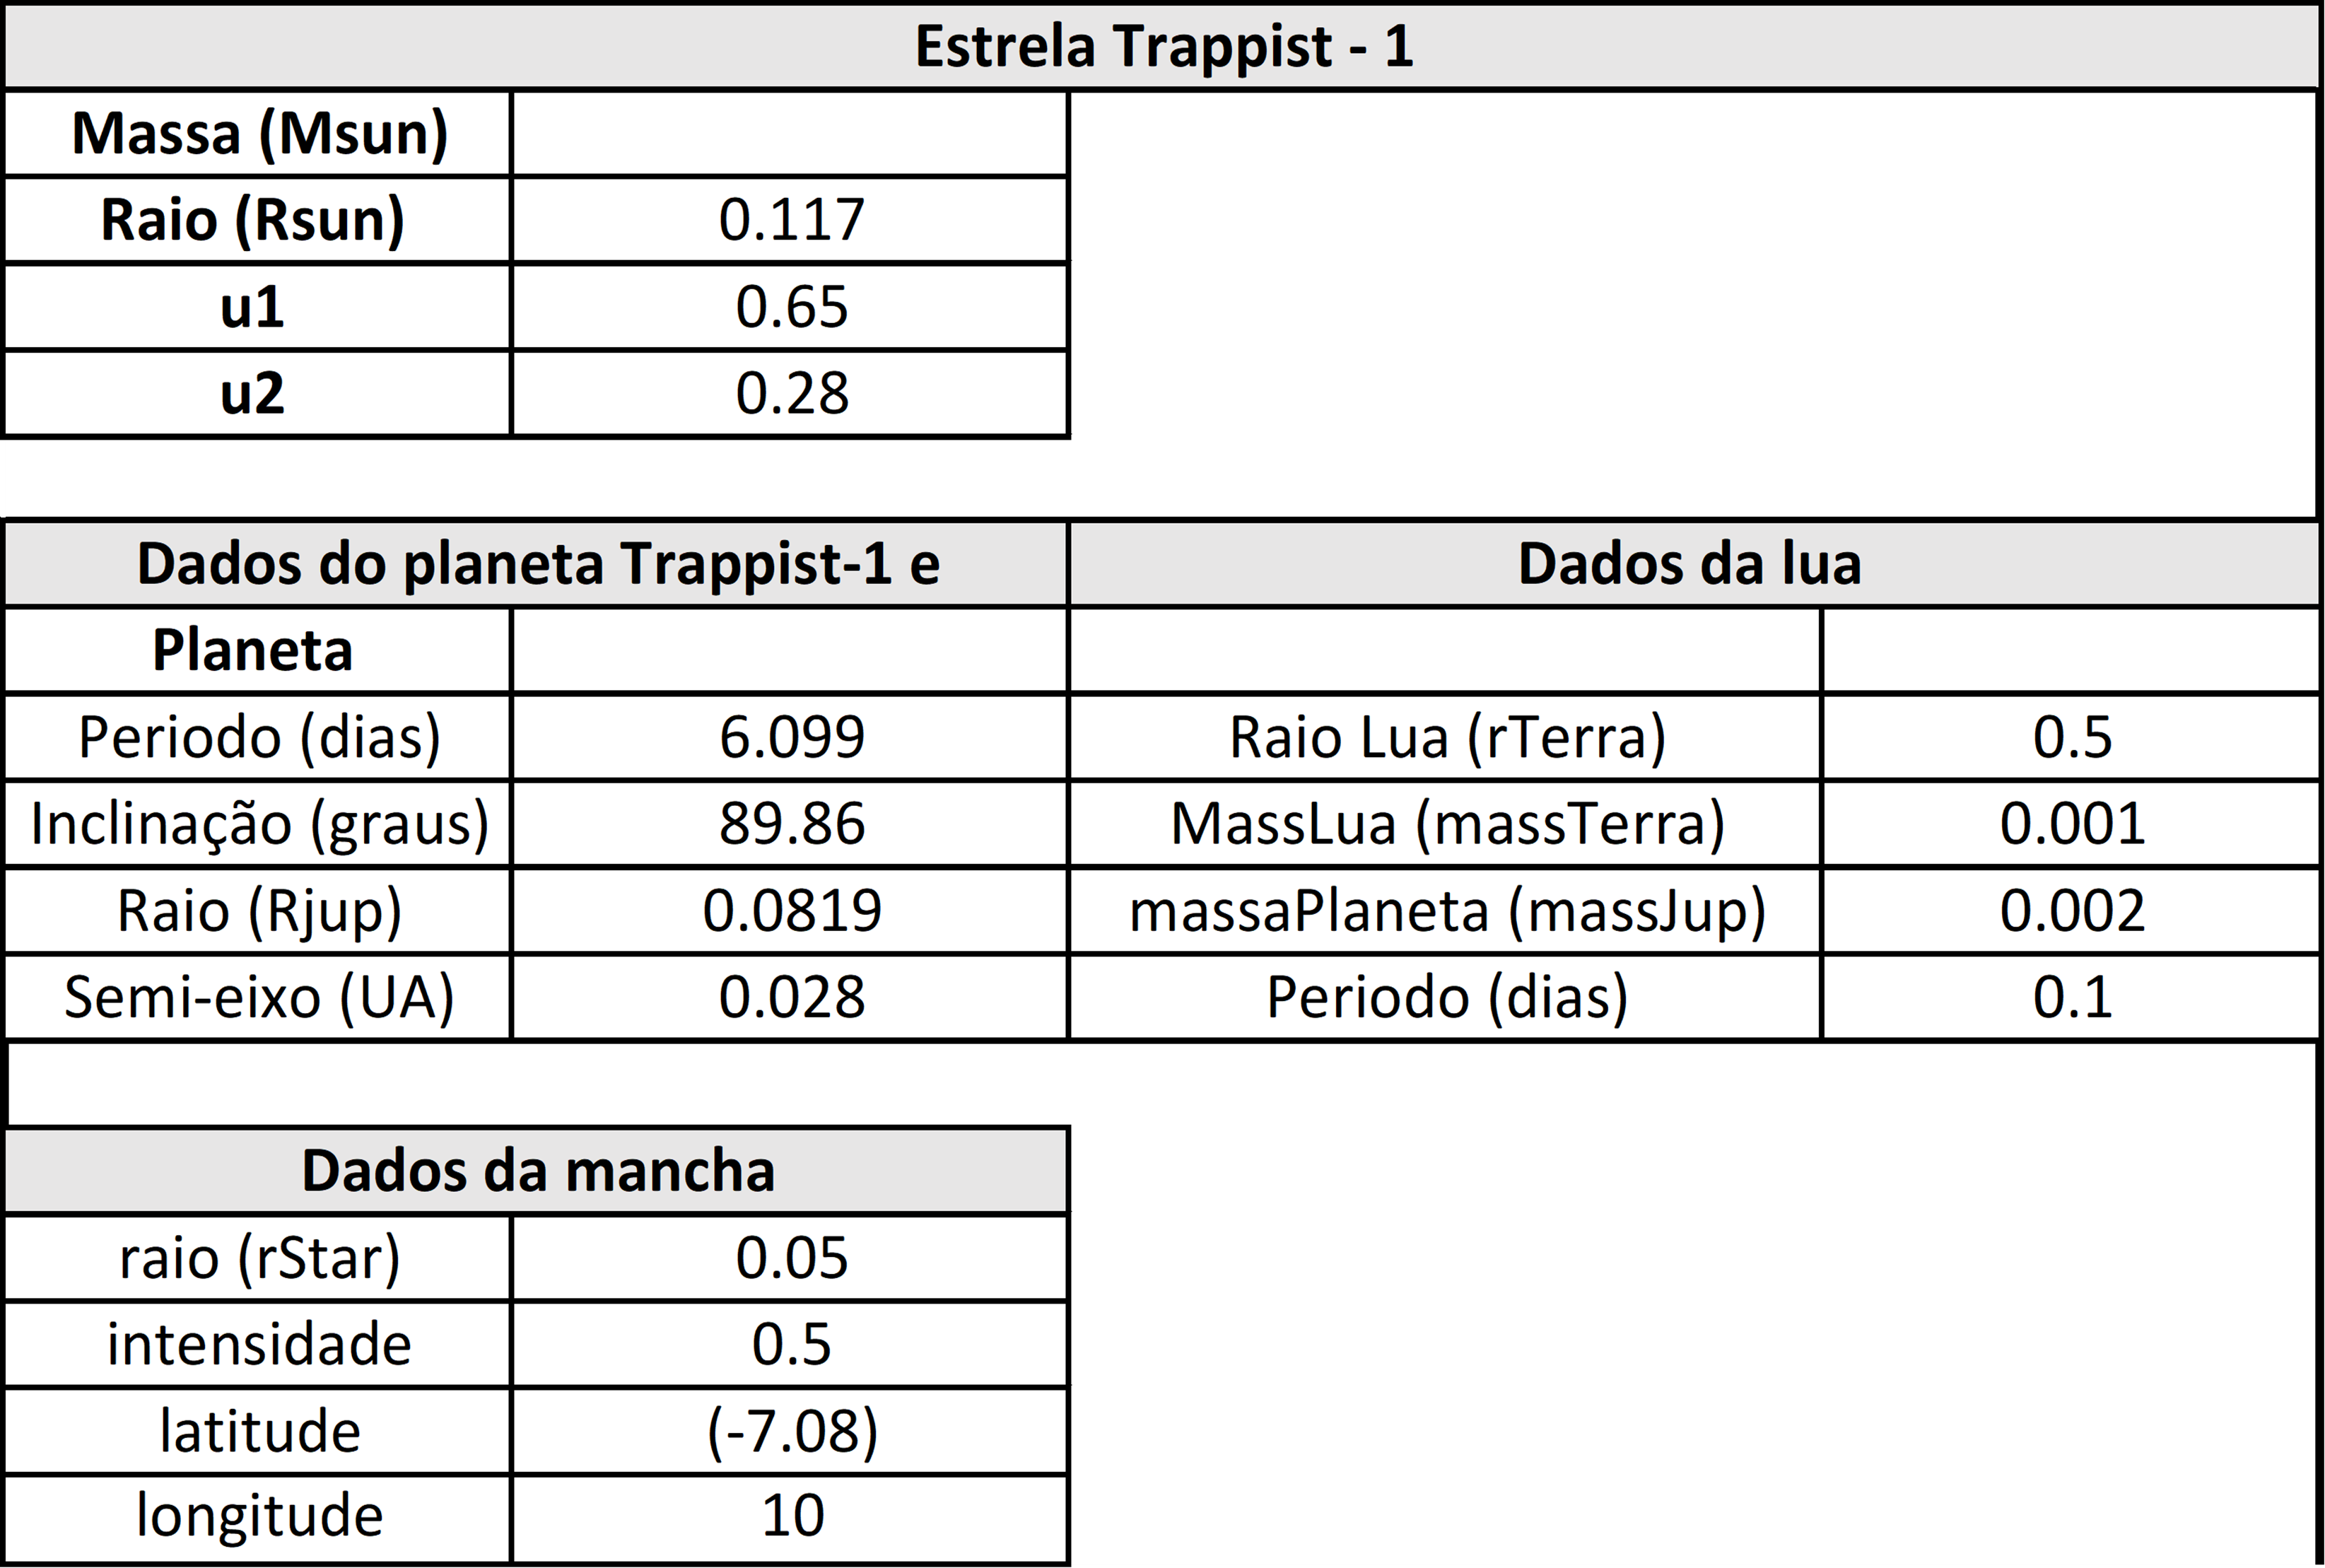 Estrela Trappist - 1
Massa (Msun)
Raio (Rsun) 0.117
u1 0.65
u2 0.28
Dados do planeta Trappist-1 e Dados da lua
Planeta
Periodo (dias) 6.099 Raio Lua (rTerra) 0.5
Inclinação (graus) 89.86 MassLua (massTerra) 0.001
Raio (Rjup) 0.0819 massaPlaneta (massJup) 0.002
Semi-eixo (UA) 0.028 Periodo (dias) 0.1
Dados da mancha
raio (rStar) 0.05
intensidade 0.5
latitude (-7.08)
longitude 10